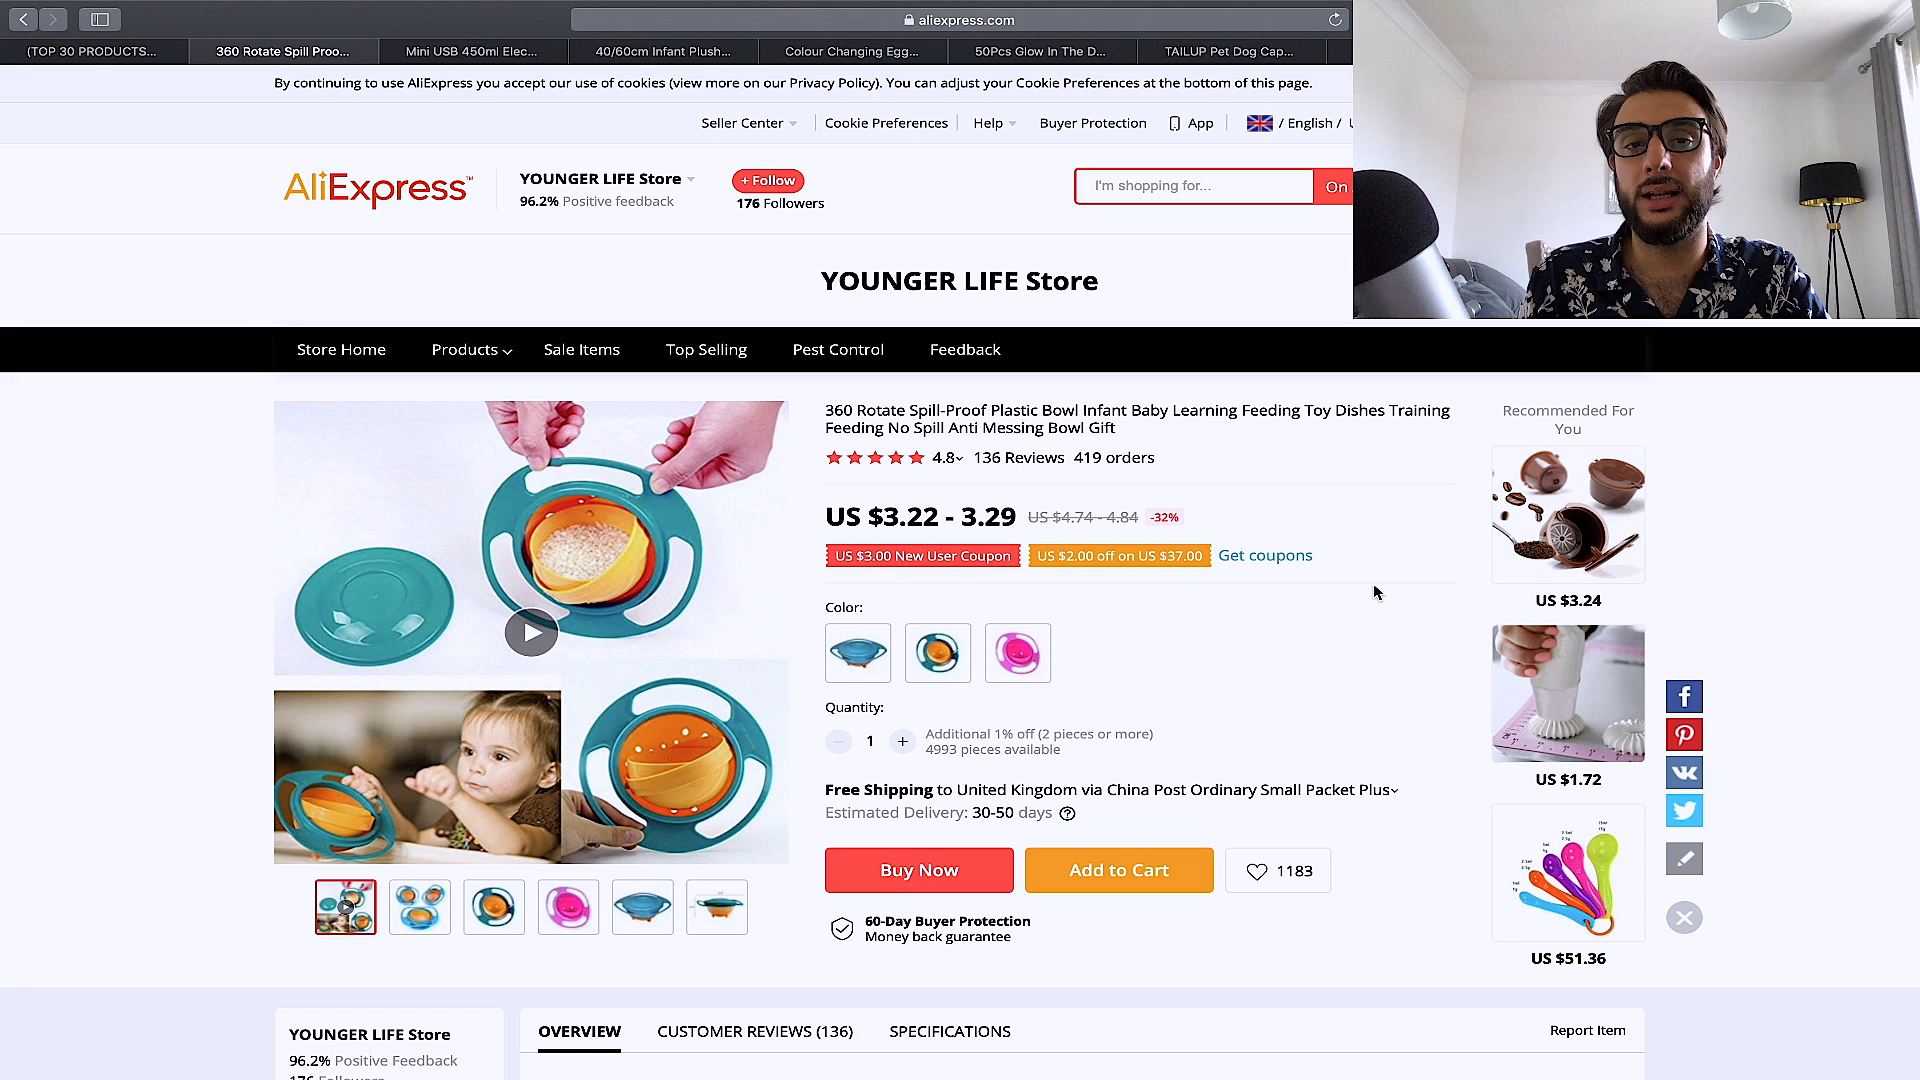 aliexpress.com
(TOP 30 PRODUCTS...
360 Rotate Spill Proo...
Mini USB 450ml Elec...
40/60cm Infant Plush...
Colour Changing Egg...
50Pcs Glow In The D...
TAILUP Pet Dog Cap...
By continuing to use AliExpress you accept our use of cookies (view more on our Privacy Policy). You can adjust your Cookie Preferences at the bottom of this page.
Seller Center
Cookie Preferences
Help
Buyer Protection
App
/ English /
AliExpress™
YOUNGER LIFE Store
96.2% Positive feedback
+ Follow
176 Followers
I'm shopping for...
On
YOUNGER LIFE Store
Store Home
Products
Sale Items
Top Selling
Pest Control
Feedback
360 Rotate Spill-Proof Plastic Bowl Infant Baby Learning Feeding Toy Dishes Training
Feeding No Spill Anti Messing Bowl Gift
4.8
136 Reviews
419 orders
US $3.22 - 3.29
US $4.74 - 4.84
-32%
US $3.00 New User Coupon
US $2.00 off on US $37.00
Get coupons
Color:
Quantity:
1
+
Additional 1% off (2 pieces or more)
4993 pieces available
Free Shipping to United Kingdom via China Post Ordinary Small Packet Plus
Estimated Delivery: 30-50 days
Buy Now
Add to Cart
1183
60-Day Buyer Protection
Money back guarantee
Recommended For
You
US $3.24
US $1.72
US $51.36
YOUNGER LIFE Store
96.2% Positive Feedback
176 Followers
OVERVIEW
CUSTOMER REVIEWS (136)
SPECIFICATIONS
Report Item